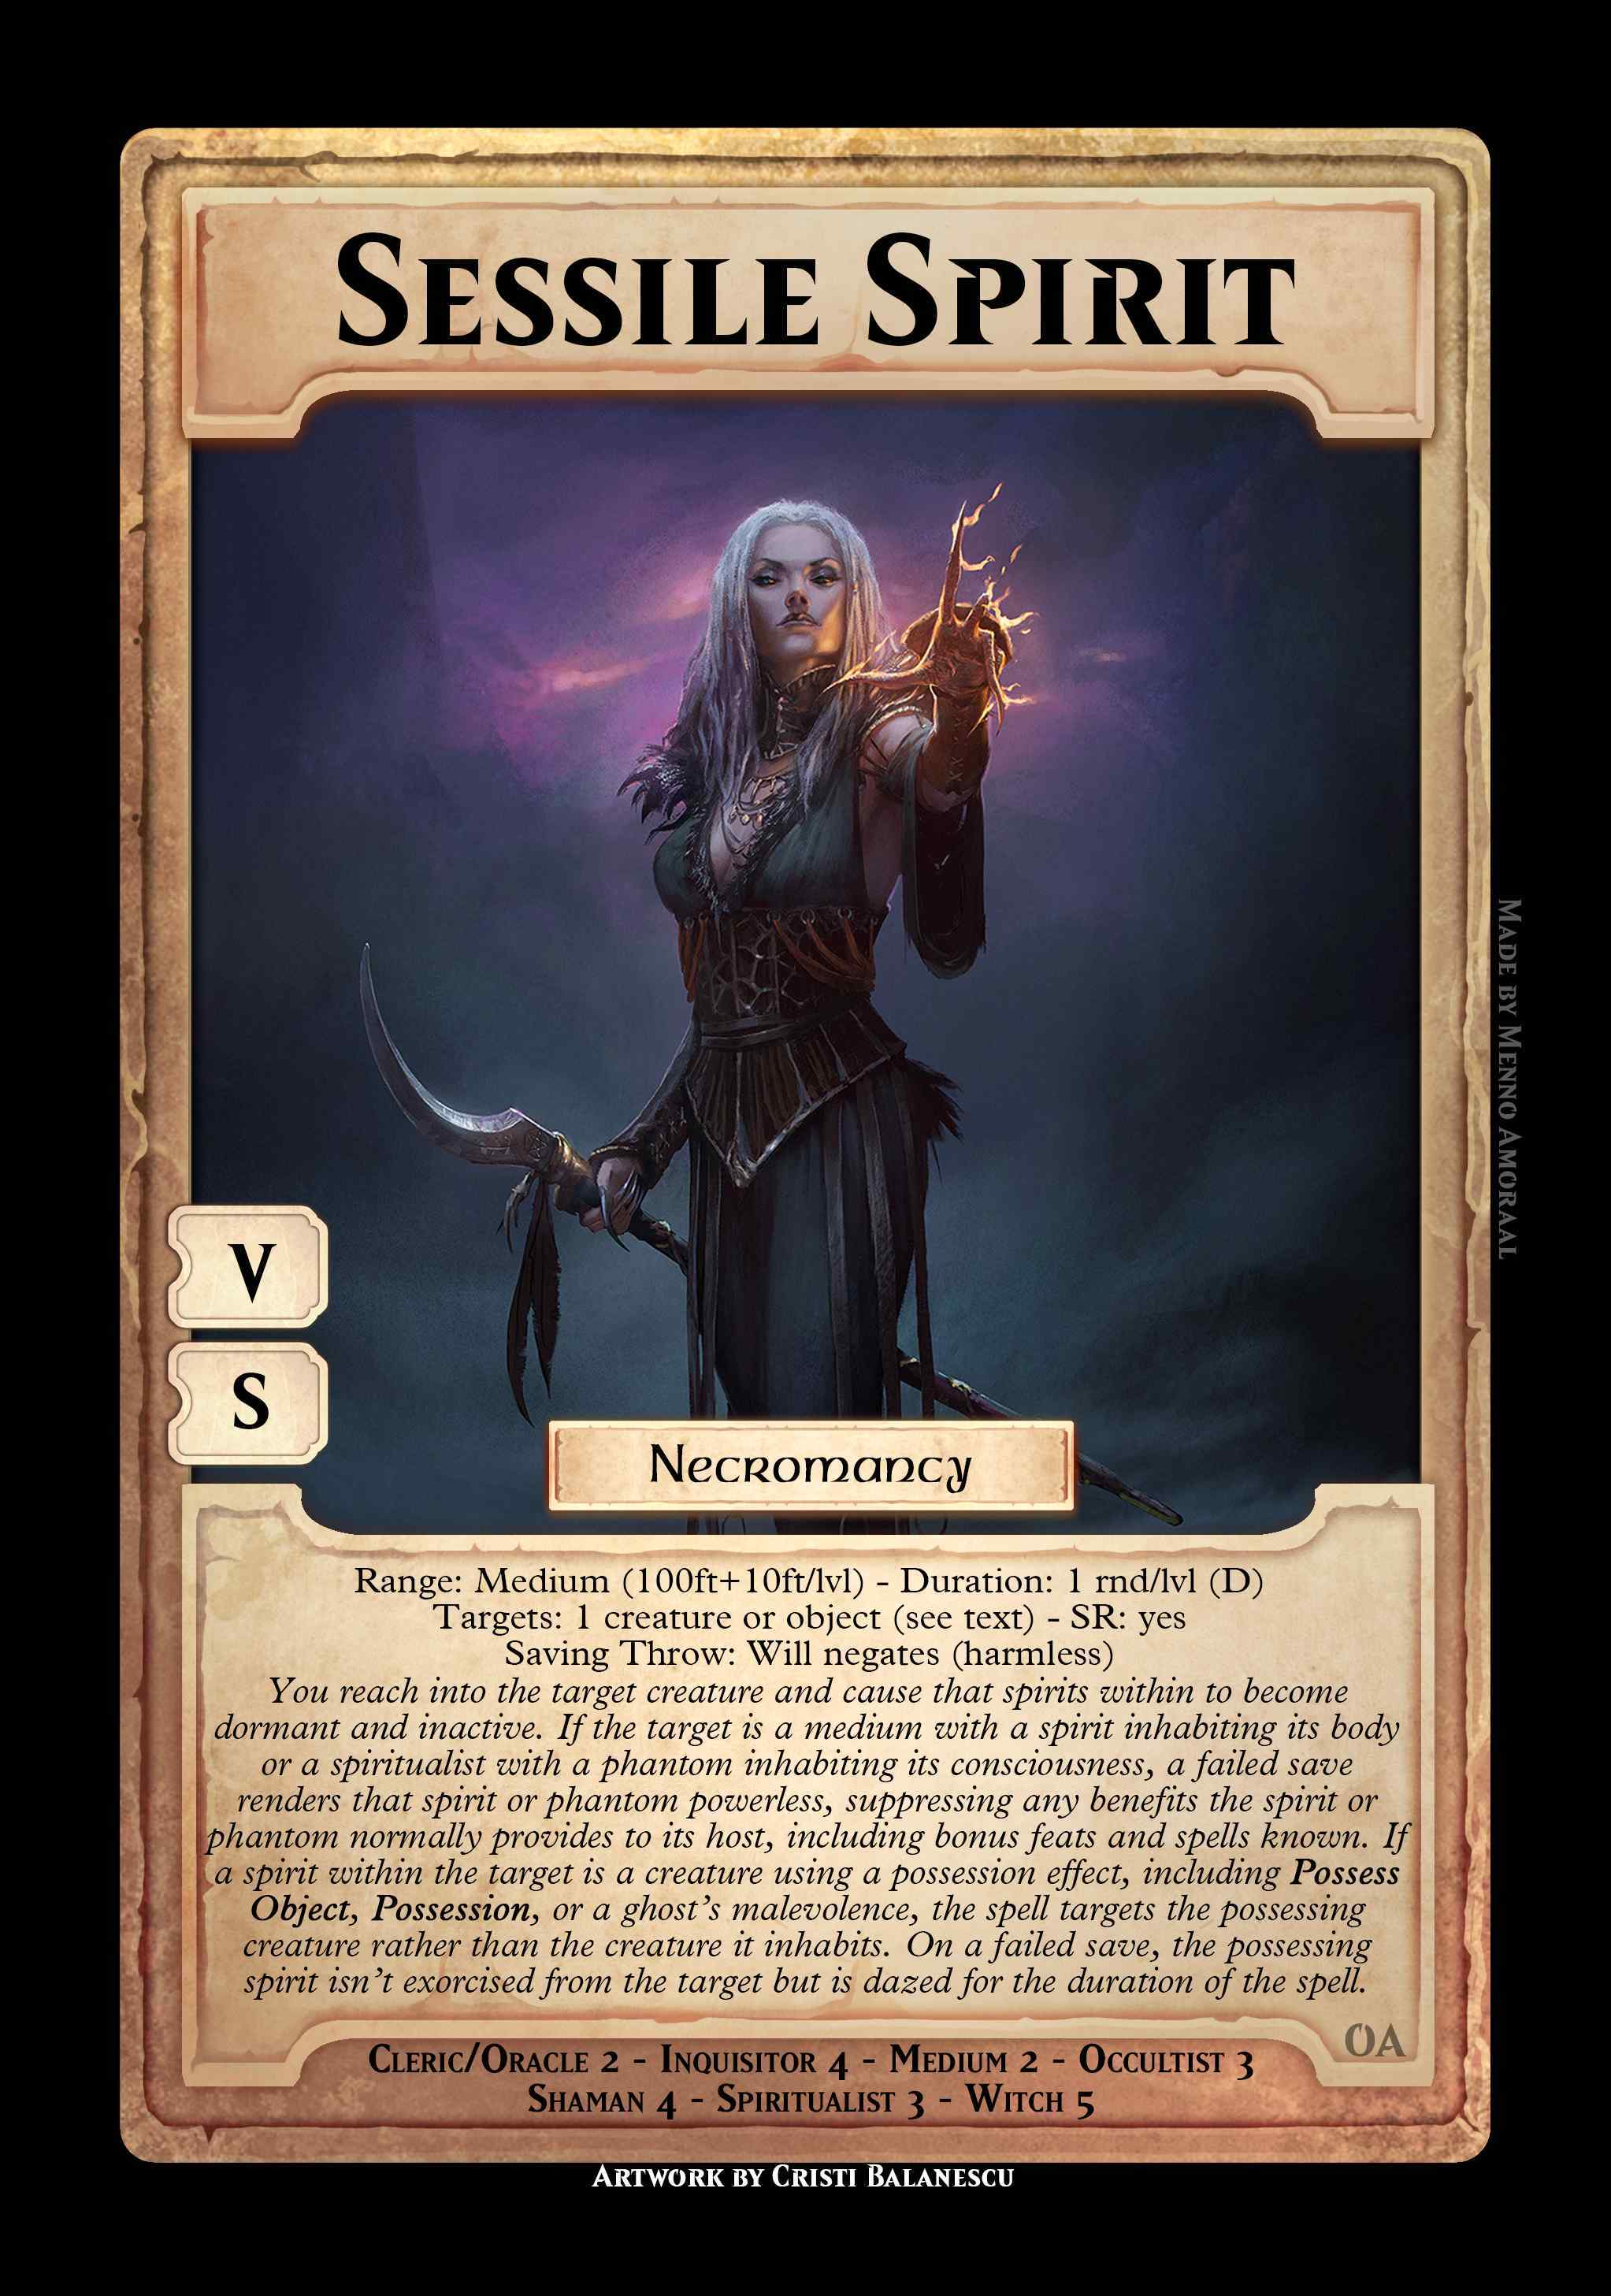 Sessile Spirit
Made by Menno Amoraal
V
S
Necromancy
Range: Medium (100ft+10ft/lvl) - Duration: 1 rnd/lvl (D)
Targets: 1 creature or object (see text) - SR: yes
Saving Throw: Will negates (harmless)
You reach into the target creature and cause that spirits within to become
dormant and inactive. If the target is a medium with a spirit inhabiting its body
or a spiritualist with a phantom inhabiting its consciousness, a failed save
renders that spirit or phantom powerless, suppressing any benefits the spirit or
phantom normally provides to its host, including bonus feats and spells known. If
a spirit within the target is a creature using a possession effect, including Possess
Object, Possession, or a ghost's malevolence, the spell targets the possessing
creature rather than the creature it inhabits. On a failed save, the possessing
spirit isn't exorcised from the target but is dazed for the duration of the spell.
OA
Cleric/Oracle 2 - Inquisitor 4 - Medium 2 - Occultist 3
Shaman 4 - Spiritualist 3 - Witch 5
Artwork by Cristi Balanescu